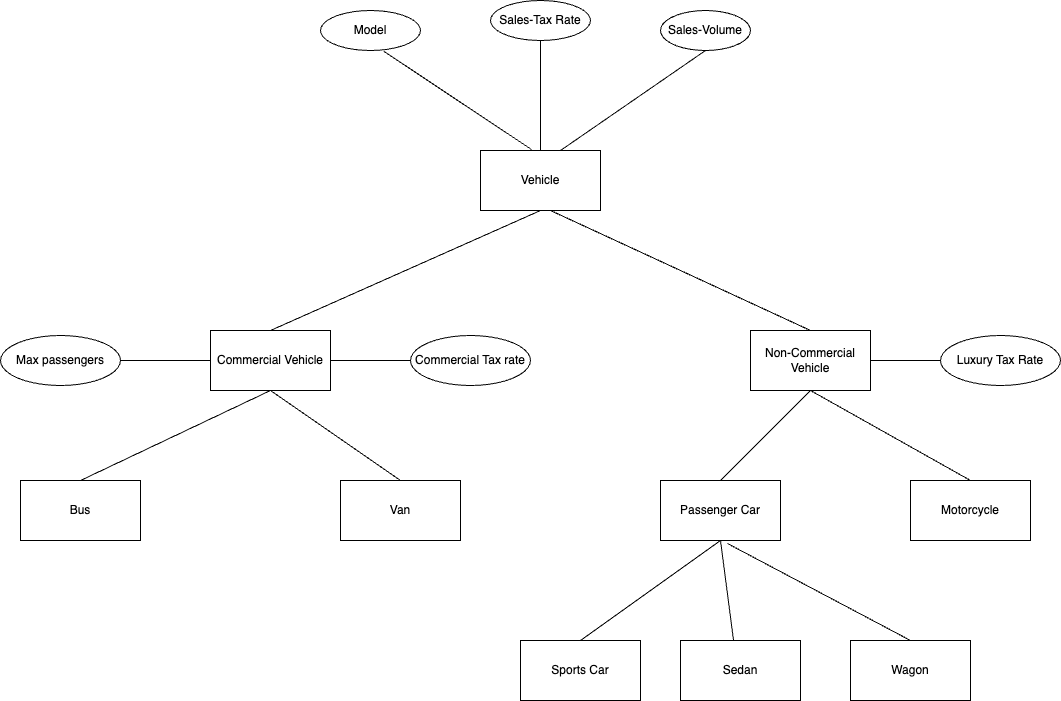 Model
Sales-Tax Rate
Sales-Volume
Vehicle
Max passengers
Commercial Vehicle
Commercial Tax rate
Non-Commercial
Vehicle
Luxury Tax Rate
Bus
Van
Passenger Car
Motorcycle
Sports Car
Sedan
Wagon